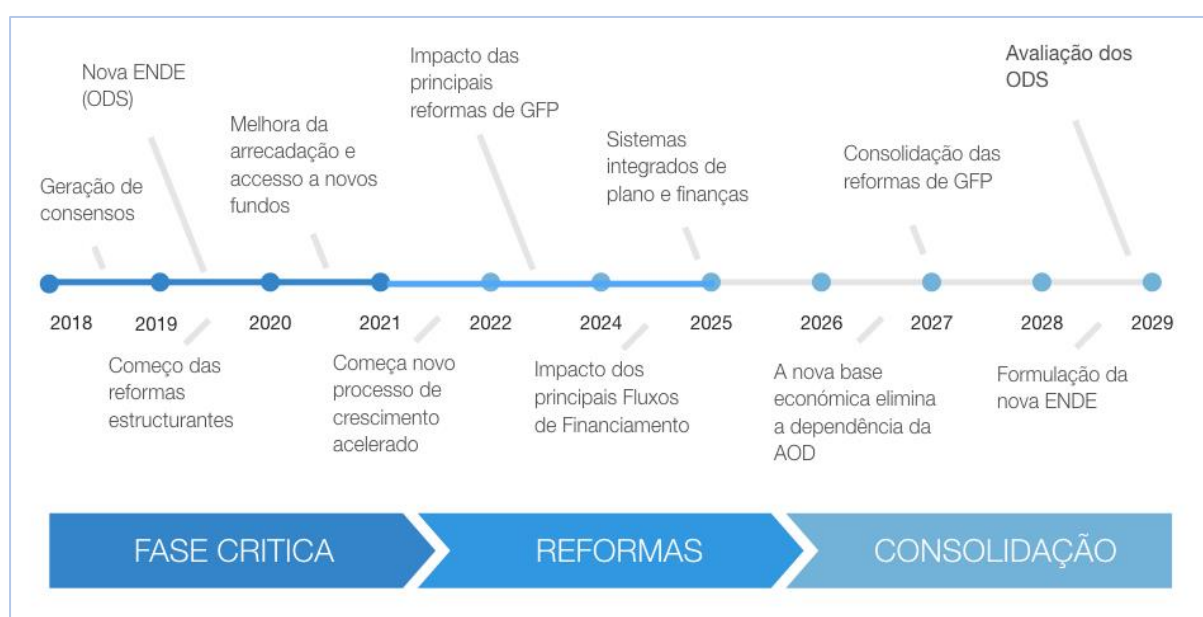 Nova ENDE
(ODS)
Impacto das
principais
reformas de GFP
Avaliação dos
ODS
Melhora da
arrecadação e
accesso a novos
fundos
Sistemas
integrados de
plano e finanças
Consolidação das
reformas de GFP
Geração de
consensos
2018 2019 2020 2021 2022 2024 2025 2026 2027 2028 2029
Começo das
reformas
estructurantes
Começa novo
processo de
crescimento
acelerado
Impacto dos
principais Fluxos
de Financiamento
A nova base
económica elimina
a dependência da
AOD
Formulação da
nova ENDE
FASE CRITICA
REFORMAS
CONSOLIDAÇÃO